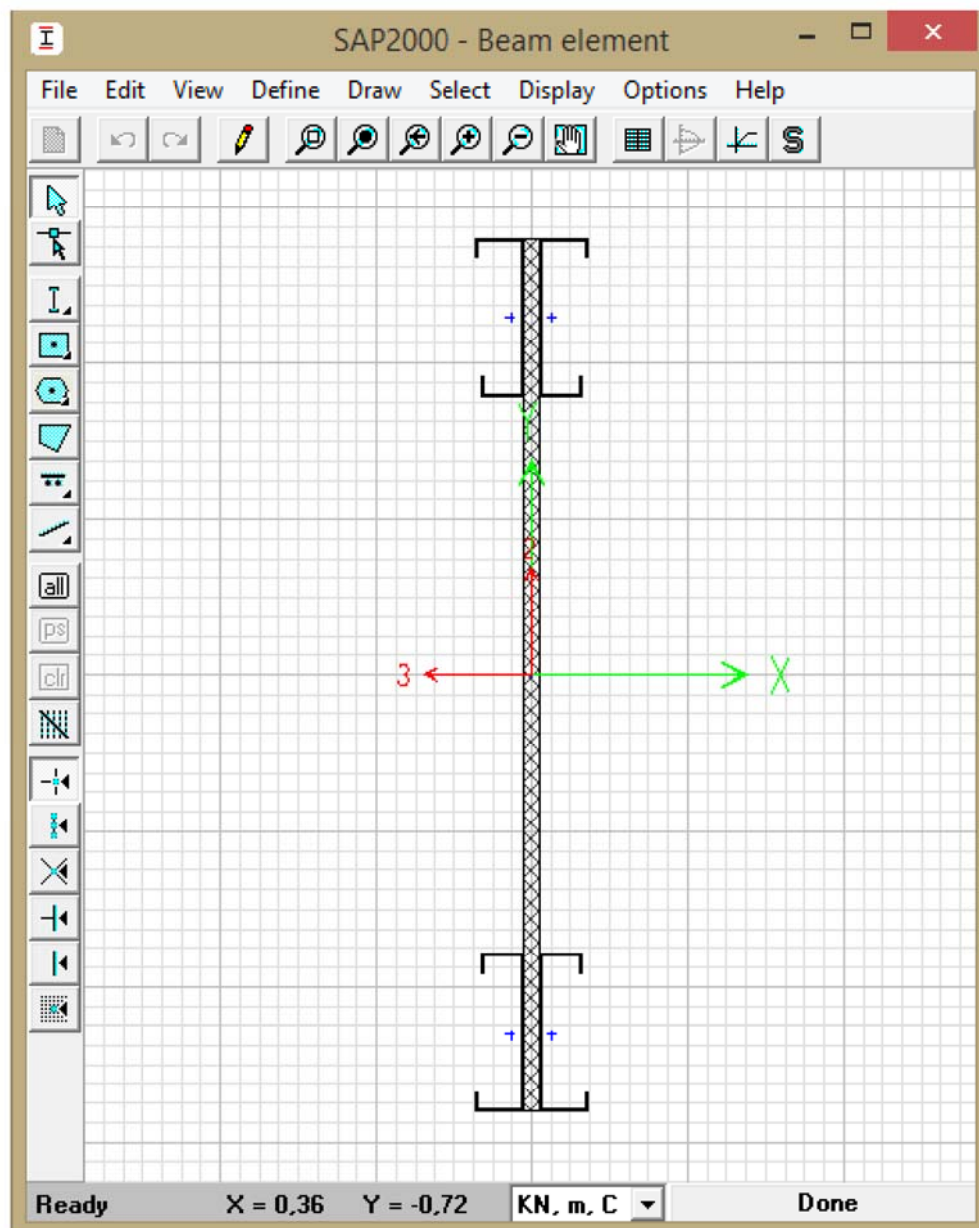 SAP2000 - Beam element
File Edit View Define Draw Select Display Options Help
S
Y
2
3
X
all
ps
clr
Ready X = 0,36 Y = -0,72 KN, m, C Done